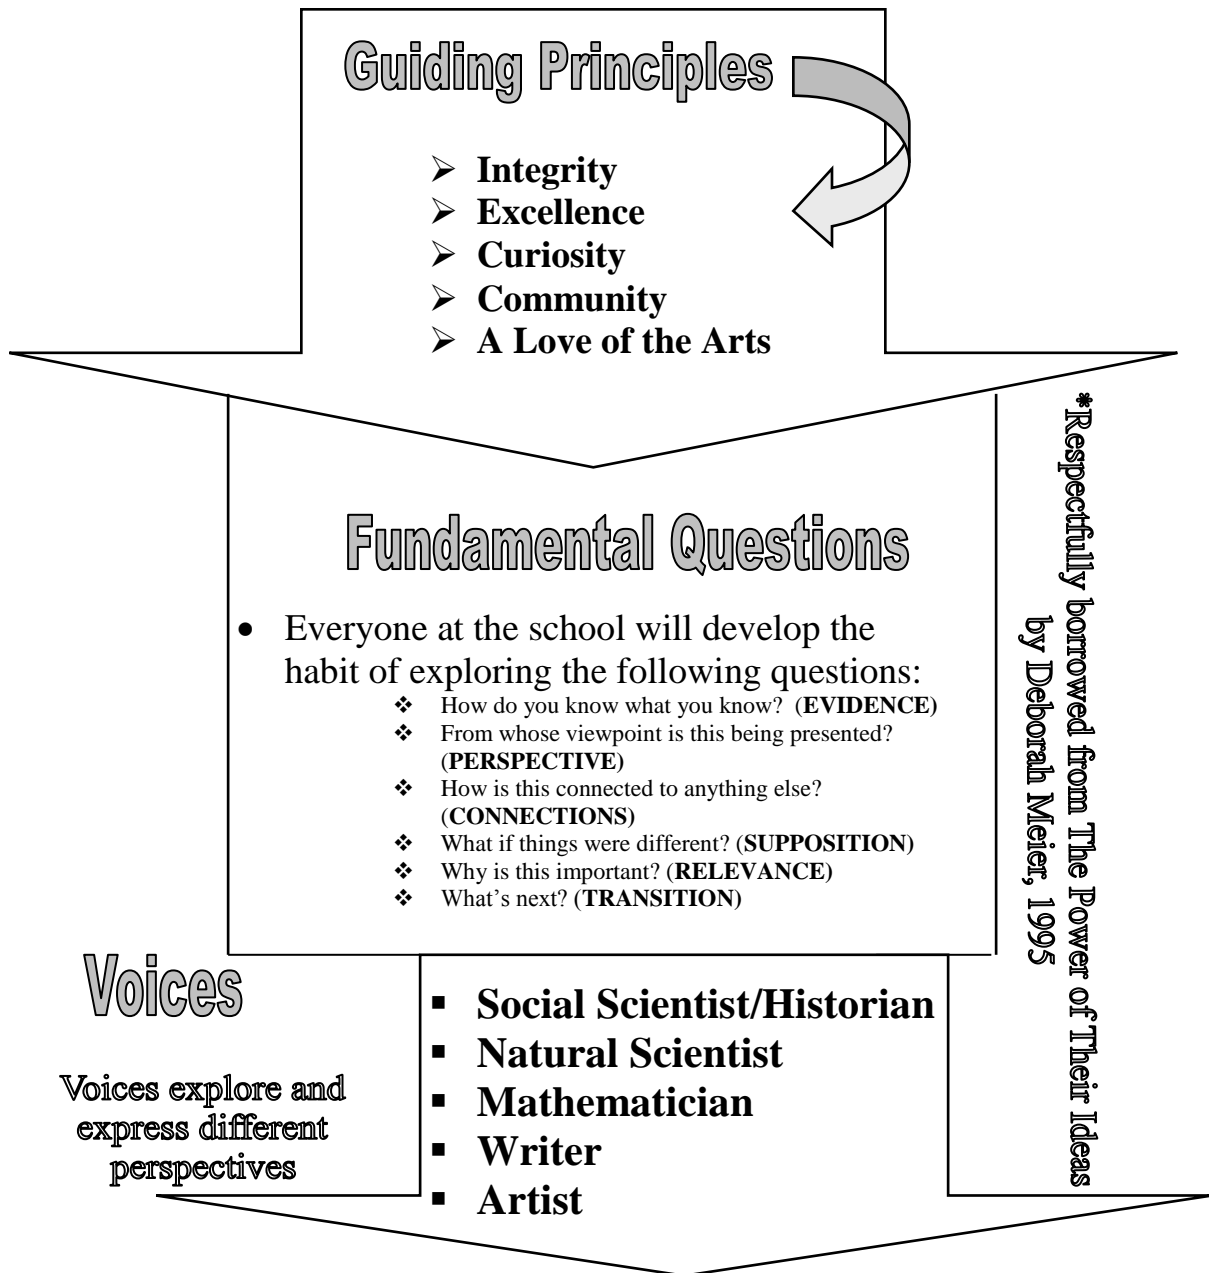 Guiding Principles
➢ Integrity
➢ Excellence
➢ Curiosity
➢ Community
➢ A Love of the Arts
Fundamental Questions
• Everyone at the school will develop the
habit of exploring the following questions:
❖ How do you know what you know?  (EVIDENCE)
❖ From whose viewpoint is this being presented?
(PERSPECTIVE)
❖ How is this connected to anything else?
(CONNECTIONS)
❖ What if things were different? (SUPPOSITION)
❖ Why is this important? (RELEVANCE)
❖ What’s next? (TRANSITION)
*Respectfully borrowed from The Power of Their Ideas
by Deborah Meier, 1995
Voices
Voices explore and
express different
perspectives
▪ Social Scientist/Historian
▪ Natural Scientist
▪ Mathematician
▪ Writer
▪ Artist